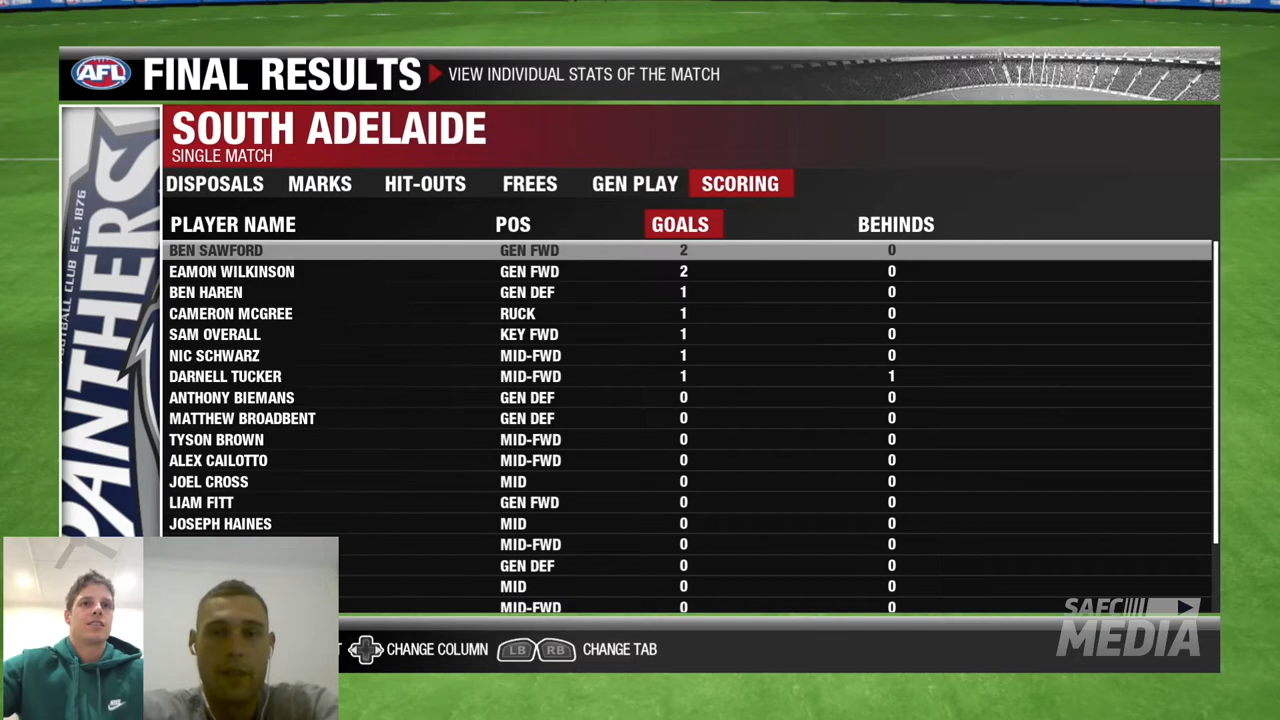 AFL FINAL RESULTS VIEW INDIVIDUAL STATS OF THE MATCH
SOUTH ADELAIDE
SINGLE MATCH
DISPOSALS MARKS HIT-OUTS FREES GEN PLAY SCORING
PLAYER NAME POS GOALS BEHINDS
BEN SAWFORD GEN FWD 2 0
EAMON WILKINSON GEN FWD 2 0
BEN HAREN GEN DEF 1 0
CAMERON MCGREE RUCK 1 0
SAM OVERALL KEY FWD 1 0
NIC SCHWARZ MID-FWD 1 0
DARNELL TUCKER MID-FWD 1 1
ANTHONY BIEMANS GEN DEF 0 0
MATTHEW BROADBENT GEN DEF 0 0
TYSON BROWN MID-FWD 0 0
ALEX CAILOTTO MID-FWD 0 0
JOEL CROSS MID 0 0
LIAM FITT GEN FWD 0 0
JOSEPH HAINES MID 0 0
MID-FWD 0 0
GEN DEF 0 0
MID 0 0
MID-FWD 0 0
PANTHERS
FOOTBALL CLUB EST. 1876
LB RB
CHANGE COLUMN CHANGE TAB
SAFC
MEDIA